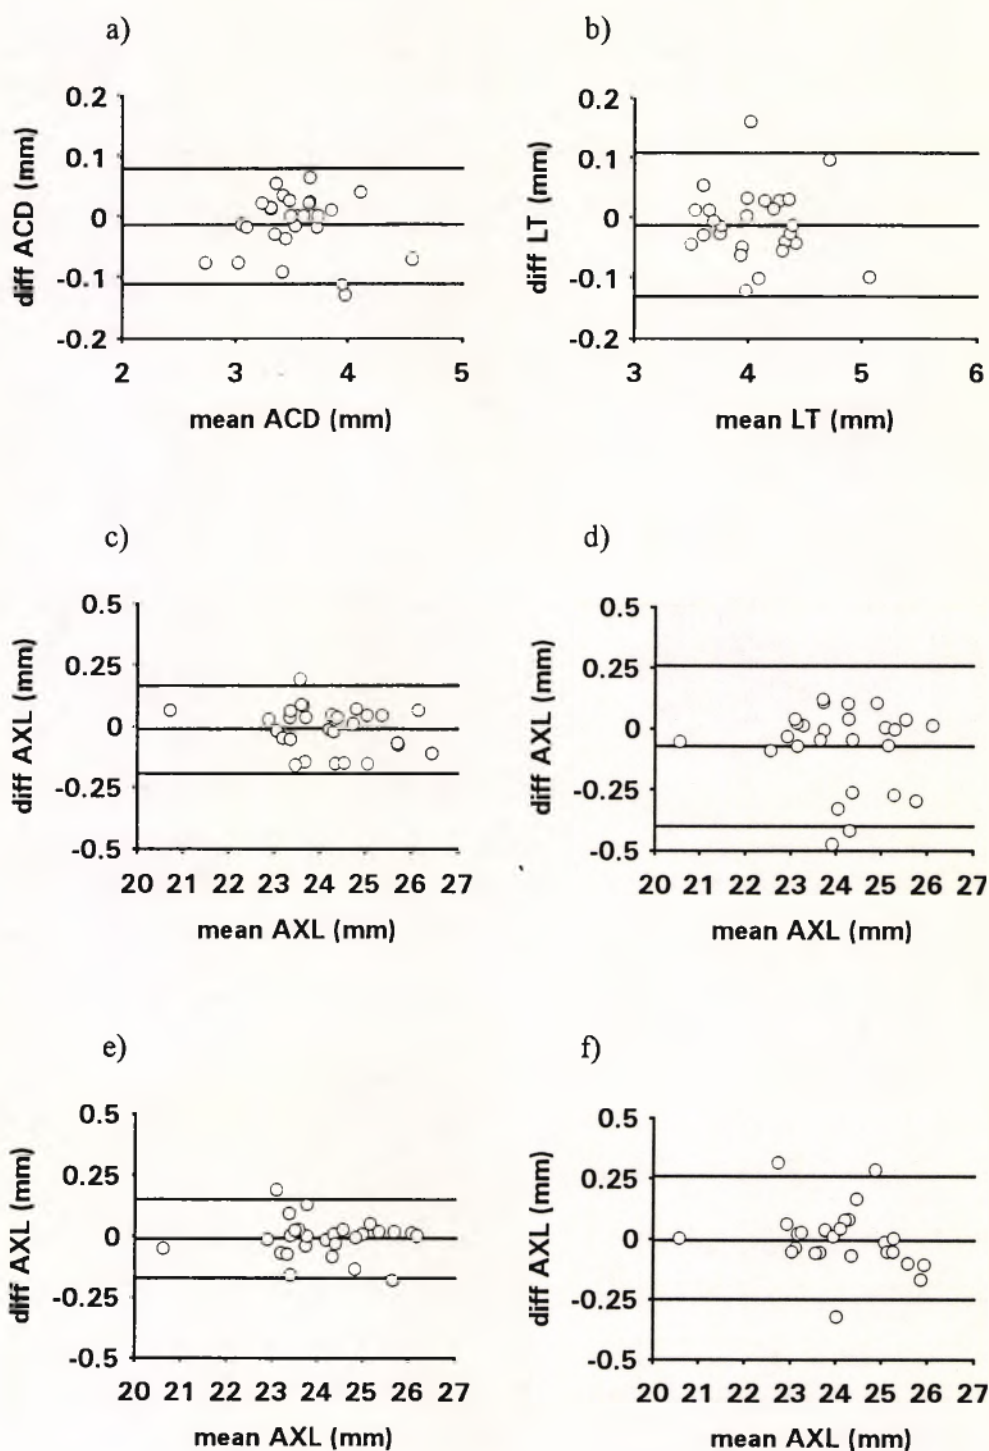 a)
diff ACD (mm)
0.2
0.1
0
-0.1
-0.2
2 3 4 5
mean ACD (mm)
b)
diff LT (mm)
0.2
0.1
0
-0.1
-0.2
3 4 5 6
mean LT (mm)
c)
diff AXL (mm)
0.5
0.25
0
-0.25
-0.5
20 21 22 23 24 25 26 27
mean AXL (mm)
d)
diff AXL (mm)
0.5
0.25
0
-0.25
-0.5
20 21 22 23 24 25 26 27
mean AXL (mm)
e)
diff AXL (mm)
0.5
0.25
0
-0.25
-0.5
20 21 22 23 24 25 26 27
mean AXL (mm)
f)
diff AXL (mm)
0.5
0.25
0
-0.25
-0.5
20 21 22 23 24 25 26 27
mean AXL (mm)